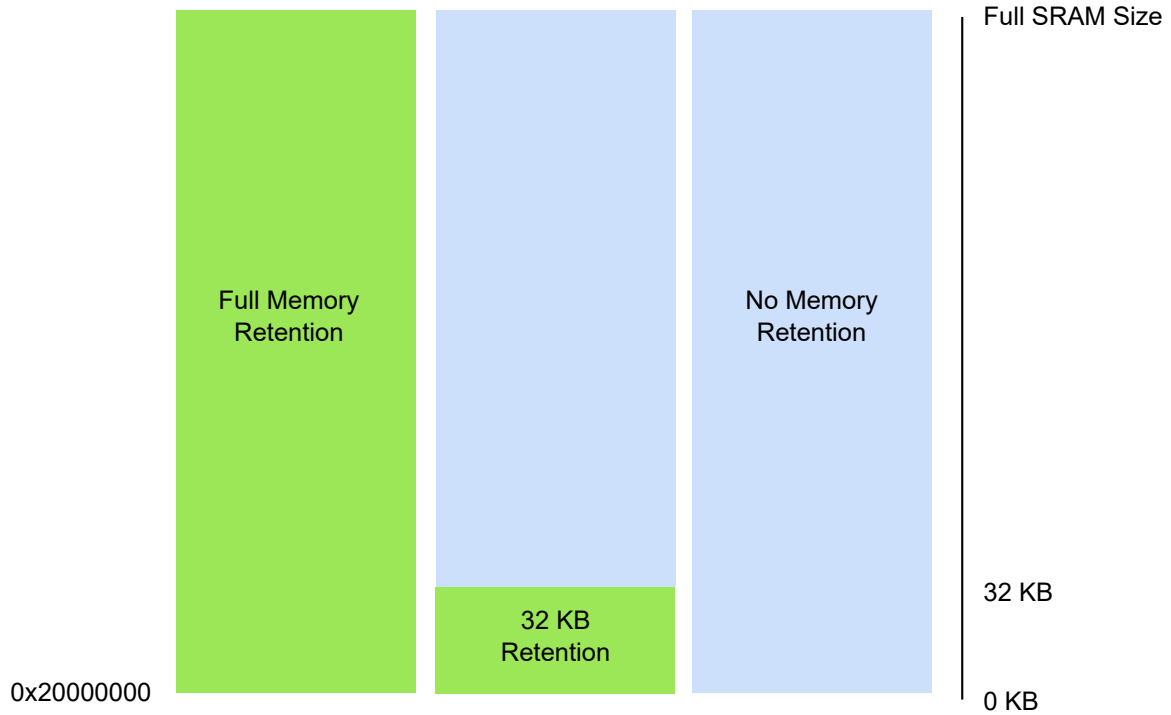 Full SRAM Size
Full Memory
Retention
No Memory
Retention
32 KB
32 KB
Retention
0x20000000
0 KB